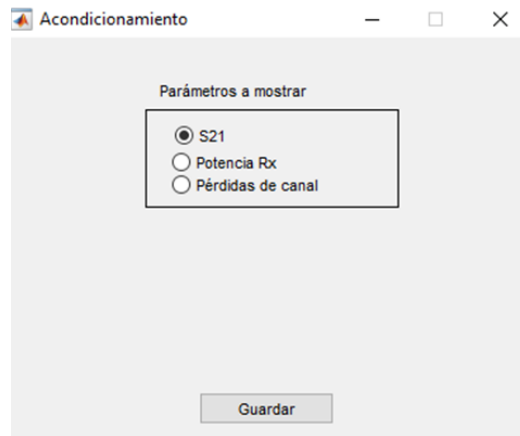 Acondicionamiento
Parámetros a mostrar
S21
Potencia Rx
Pérdidas de canal
Guardar